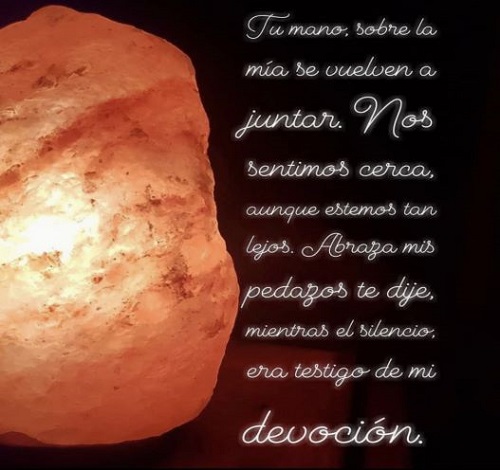 Tu mano, sobre la
mía se vuelven a
juntar. Nos
sentimos cerca,
aunque estemos tan
lejos. Abraza mis
pedazos te dije,
mientras el silencio,
era testigo de mi
devoción.